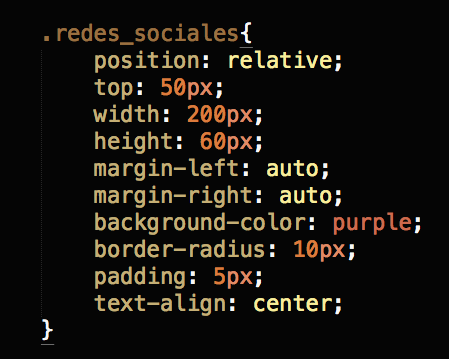 .redes_sociales{
position: relative;
top: 50px;
width: 200px;
height: 60px;
margin-left: auto;
margin-right: auto;
background-color: purple;
border-radius: 10px;
padding: 5px;
text-align: center;
}